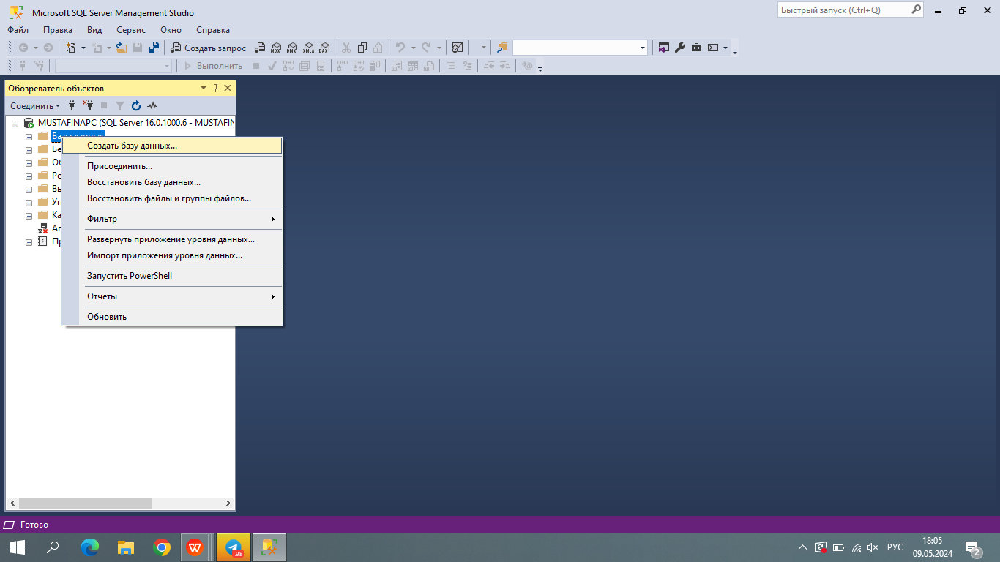 Microsoft SQL Server Management Studio
Быстрый запуск (Ctrl+Q)
Файл Правка Вид Сервис Окно Справка
Создать запрос MDX DMX XMLA DAX
Выполнить
Обозреватель объектов
Соединить
MUSTAFINAPC (SQL Server 16.0.1000.6 - MUSTAFIN
Базы данных
Бе
Об
Ре
Вы
Уп
Ка
Аг
Пр
Создать базу данных...
Присоединить...
Восстановить базу данных...
Восстановить файлы и группы файлов...
Фильтр
Развернуть приложение уровня данных...
Импорт приложения уровня данных...
Запустить PowerShell
Отчеты
Обновить
Готово
W
.98
РУС
18:05
09.05.2024
2